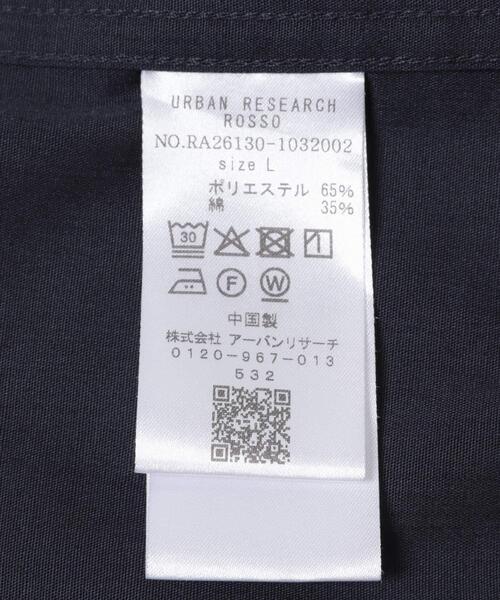 URBAN RESEARCH
ROSSO
NO.RA26130-1032002
size L
ポリエステル 65%
綿 35%
30
F W
中国製
株式会社 アーバンリサーチ
0120-967-013
532